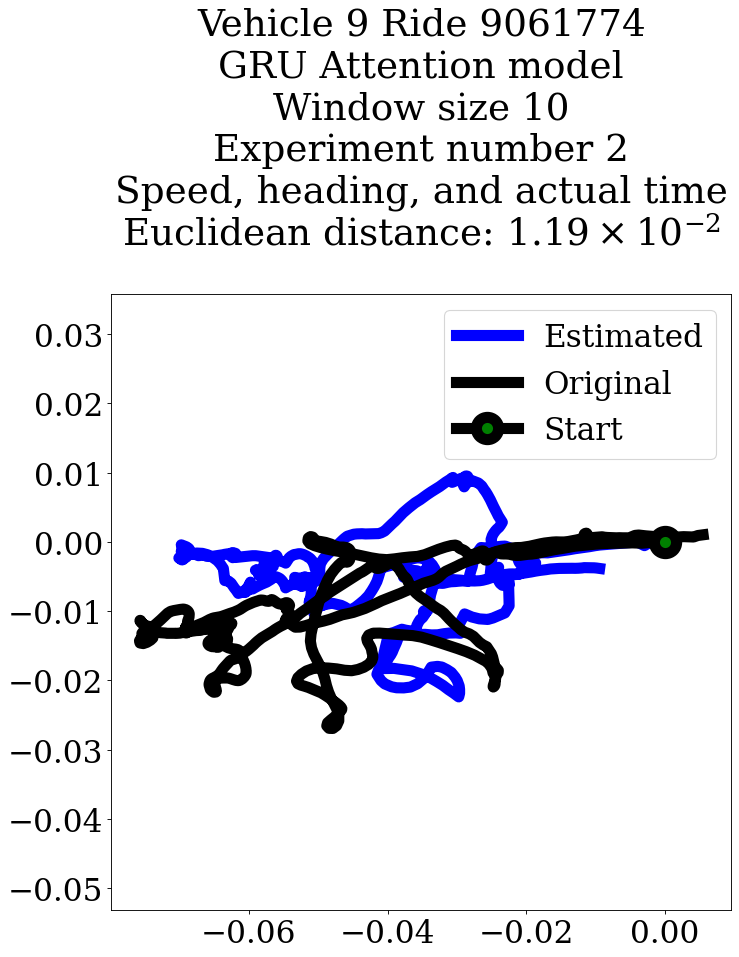 Vehicle 9 Ride 9061774
GRU Attention model
Window size 10
Experiment number 2
Speed, heading, and actual time
Euclidean distance: 1.19 × 10⁻²
Estimated
Original
Start
0.03
0.02
0.01
0.00
−0.01
−0.02
−0.03
−0.04
−0.05
−0.06
−0.04
−0.02
0.00